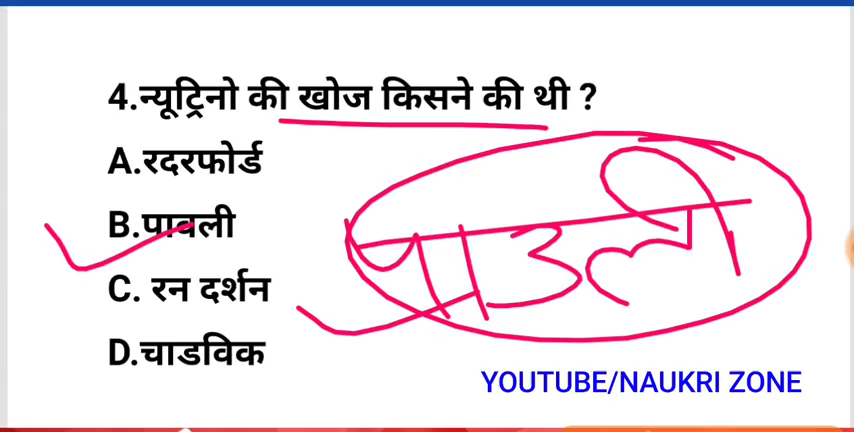 4.न्यूट्रिनो की खोज किसने की थी ?
A.रदरफोर्ड
B.पावली
पाउली
C. रन दर्शन
D.चाडविक
YOUTUBE/NAUKRI ZONE